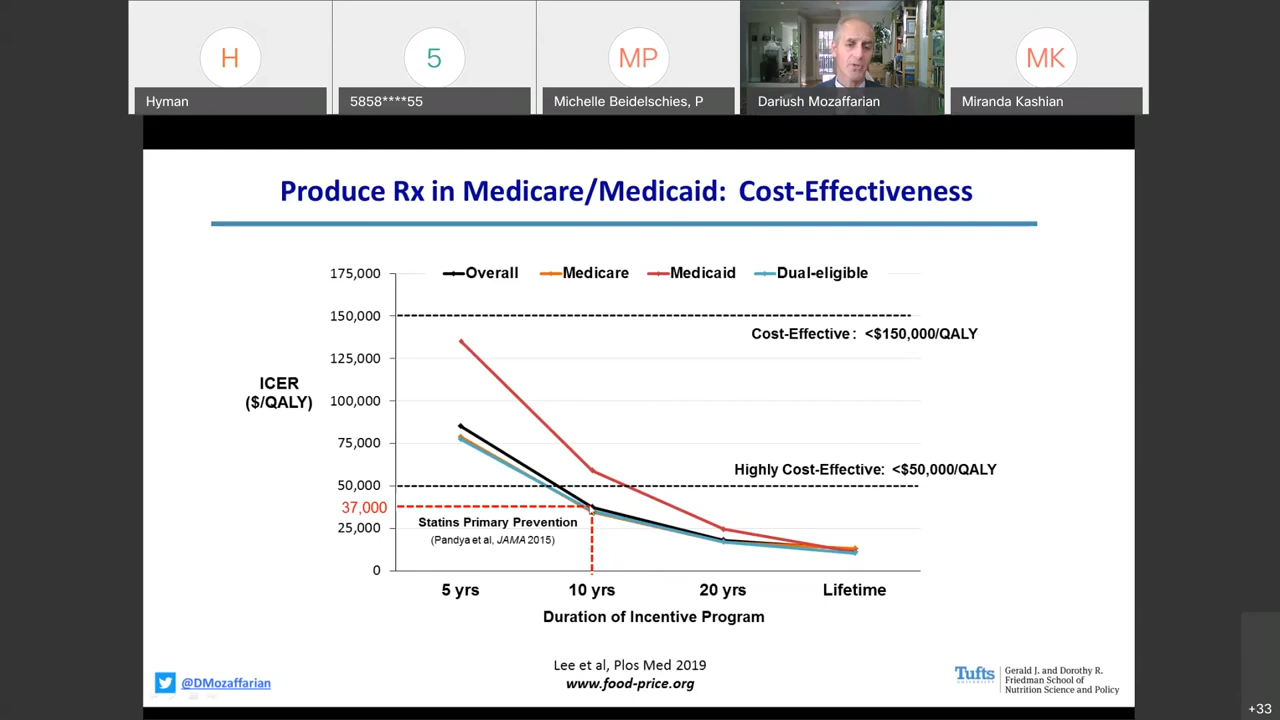 H
5
MP
MK
Hyman
5858****55
Michelle Beidelschies, P
Dariush Mozaffarian
Miranda Kashian
Produce Rx in Medicare/Medicaid: Cost-Effectiveness
Overall
Medicare
Medicaid
Dual-eligible
175,000
150,000
125,000
100,000
75,000
50,000
37,000
25,000
0
ICER
($/QALY)
Cost-Effective : <$150,000/QALY
Highly Cost-Effective: <$50,000/QALY
Statins Primary Prevention
(Pandya et al, JAMA 2015)
5 yrs
10 yrs
20 yrs
Lifetime
Duration of Incentive Program
Lee et al, Plos Med 2019
www.food-price.org
@DMozaffarian
Tufts
UNIVERSITY
Gerald J. and Dorothy R.
Friedman School of
Nutrition Science and Policy
+33